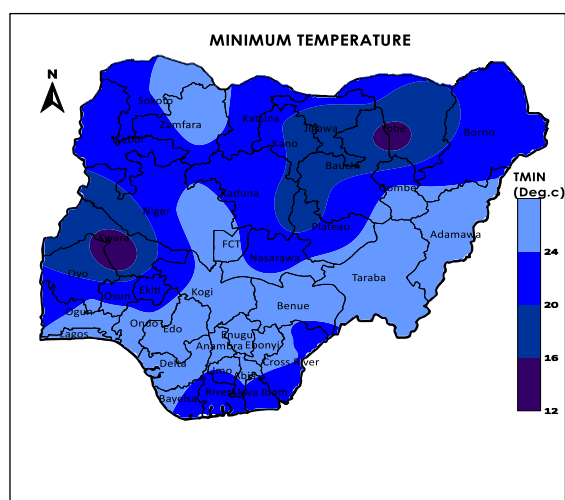 MINIMUM TEMPERATURE
N
Sokoto
Zamfara
Katsina
Jigawa
Yobe
Borno
Kebbi
Kano
Bauchi
Kaduna
Gombe
Niger
Plateau
Adamawa
Kwara
FCT
Nasarawa
Taraba
Oyo
Osun
Ekiti
Kogi
Benue
Ogun
Ondo
Edo
Lagos
Enugu
Anambra
Ebonyi
Delta
Cross River
Imo
Abia
Bayelsa
Rivers
Akwa Ibom
TMIN
(Deg.c)
24
20
16
12